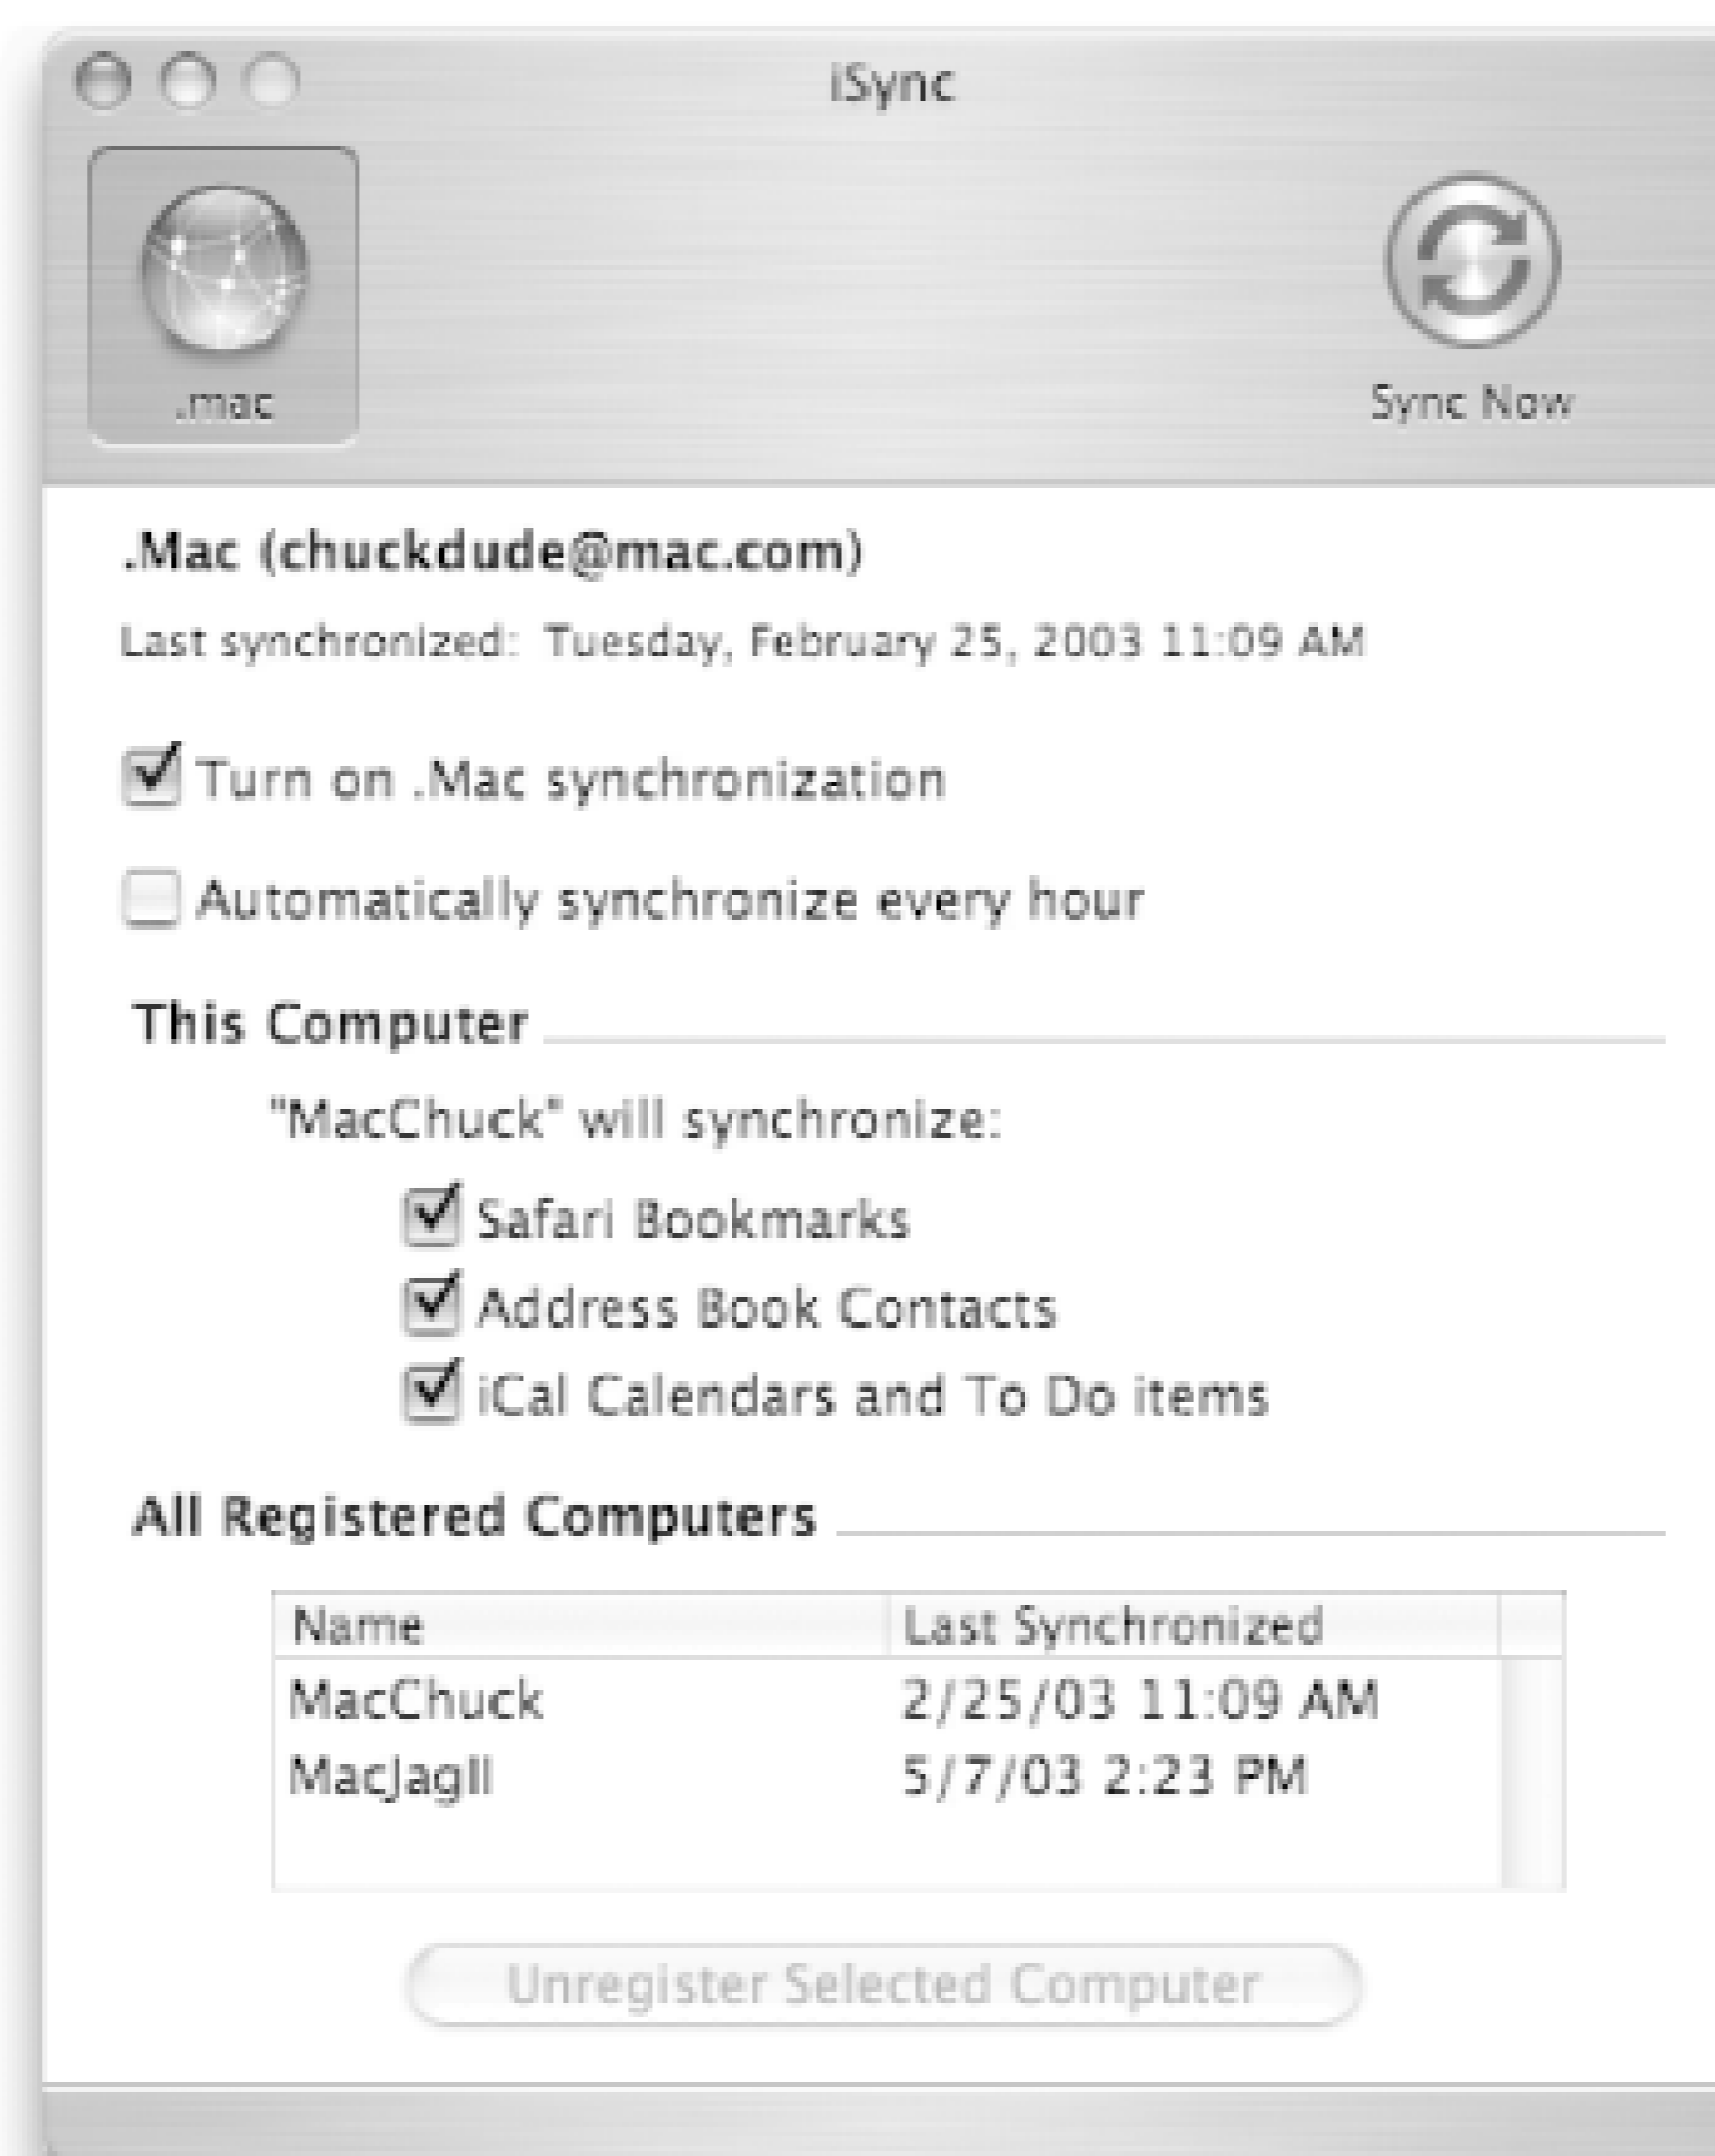 iSync
.mac
Sync Now
.Mac (chuckdude@mac.com)
Last synchronized: Tuesday, February 25, 2003 11:09 AM
Turn on .Mac synchronization
Automatically synchronize every hour
This Computer
"MacChuck" will synchronize:
Safari Bookmarks
Address Book Contacts
iCal Calendars and To Do items
All Registered Computers
Name Last Synchronized
MacChuck 2/25/03 11:09 AM
MacJagII 5/7/03 2:23 PM
Unregister Selected Computer